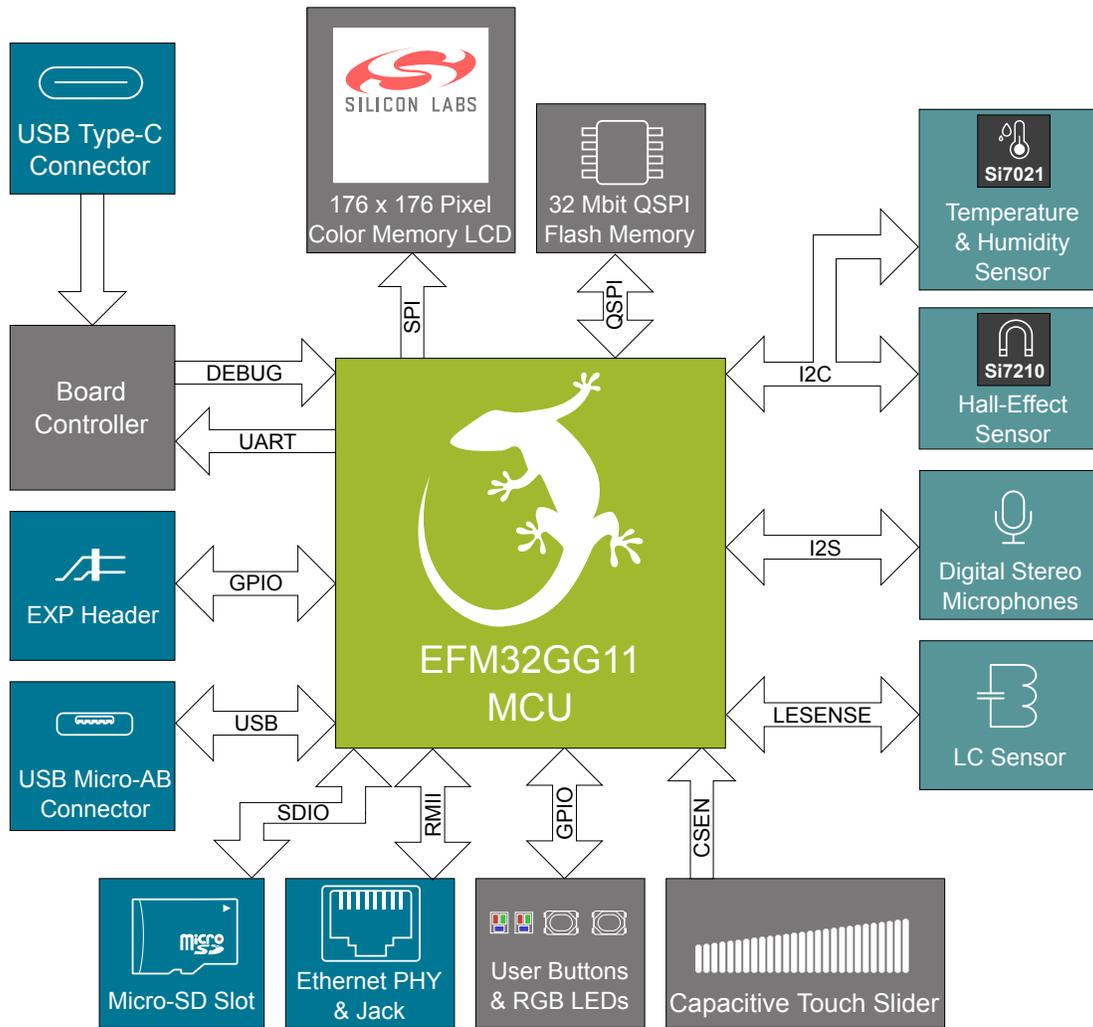 SILICON LABS
176 x 176 Pixel
Color Memory LCD
USB Type-C
Connector
32 Mbit QSPI
Flash Memory
Si7021
Temperature
& Humidity
Sensor
SPI
QSPI
Board
Controller
DEBUG
UART
I2C
Si7210
Hall-Effect
Sensor
EXP Header
GPIO
EFM32GG11
MCU
I2S
Digital Stereo
Microphones
USB Micro-AB
Connector
USB
LESENSE
LC Sensor
SDIO
RMII
GPIO
CSEN
Micro
SD
Micro-SD Slot
Ethernet PHY
& Jack
User Buttons
& RGB LEDs
Capacitive Touch Slider